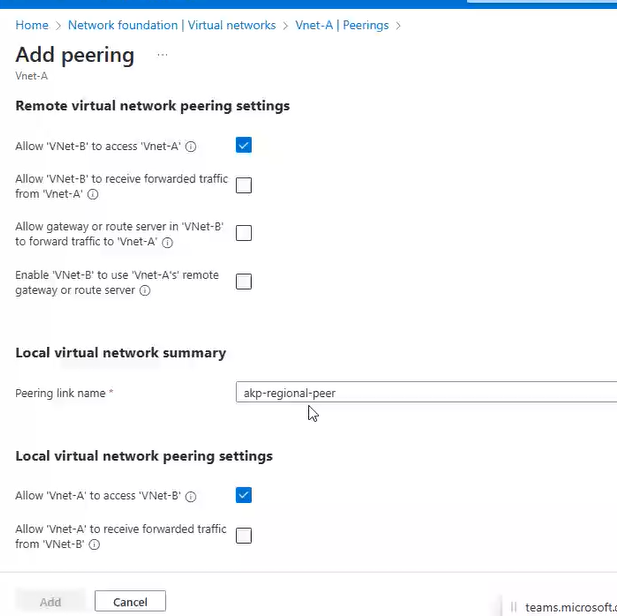 Home > Network foundation | Virtual networks > Vnet-A | Peerings >
Add peering ...
Vnet-A
Remote virtual network peering settings
Allow 'VNet-B' to access 'Vnet-A'
Allow 'VNet-B' to receive forwarded traffic
from 'Vnet-A'
Allow gateway or route server in 'VNet-B'
to forward traffic to 'Vnet-A'
Enable 'VNet-B' to use 'Vnet-A's' remote
gateway or route server
Local virtual network summary
Peering link name *
akp-regional-peer
Local virtual network peering settings
Allow 'Vnet-A' to access 'VNet-B'
Allow 'Vnet-A' to receive forwarded traffic
from 'VNet-B'
Add
Cancel
teams.microsoft.